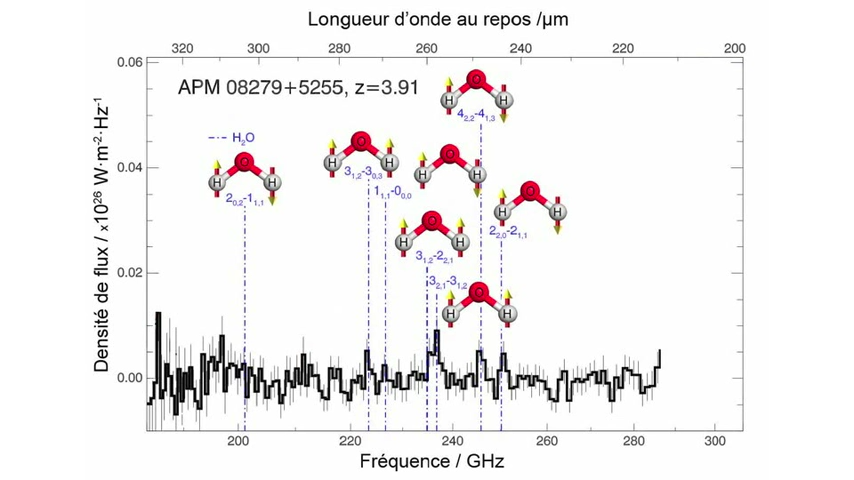 Longueur d’onde au repos /µm
320 300 280 260 240 220 200
0.06
0.04
0.02
0.00
Densité de flux / x10²⁶ W·m⁻²·Hz⁻¹
APM 08279+5255, z=3.91
H₂O
O
H H
4₂,₂-4₁,₃
O
H H
2₀,₂-1₁,₁
O
H H
3₁,₂-3₀,₃
1₁,₁-0₀,₀
O
H H
O
H H
2₂,₀-2₁,₁
O
H H
3₁,₂-2₂,₁
3₂,₁-3₁,₂
O
H H
200 220 240 260 280 300
Fréquence / GHz